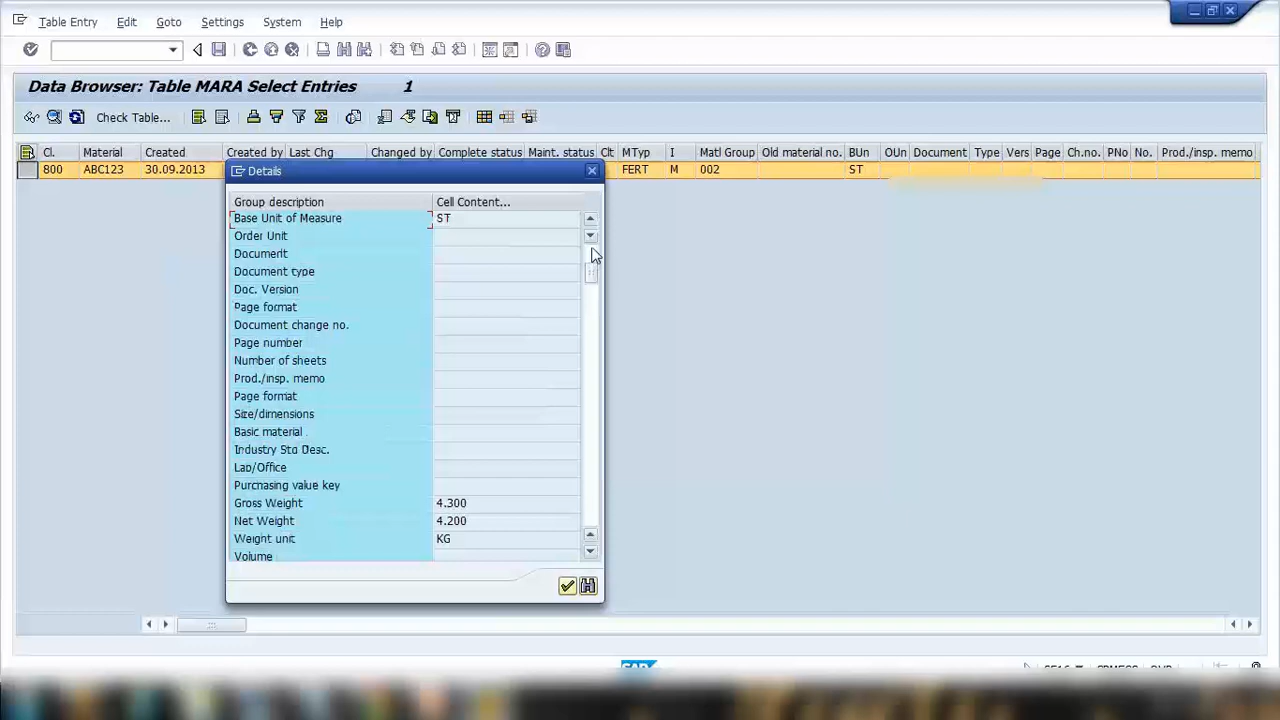 Table Entry Edit Goto Settings System Help
Data Browser: Table MARA Select Entries 1
Check Table...
Cl. Material Created Created by Last Chg Changed by Complete status Maint. status Clt MTyp I Matl Group Old material no. BUn OUn Document Type Vers Page Ch.no. PNo No. Prod./insp. memo
800 ABC123 30.09.2013 FERT M 002 ST
Details
Group description Cell Content...
Base Unit of Measure ST
Order Unit
Document
Document type
Doc. Version
Page format
Document change no.
Page number
Number of sheets
Prod./insp. memo
Page format
Size/dimensions
Basic material
Industry Std Desc.
Lab/Office
Purchasing value key
Gross Weight 4.300
Net Weight 4.200
Weight unit KG
Volume
SAP